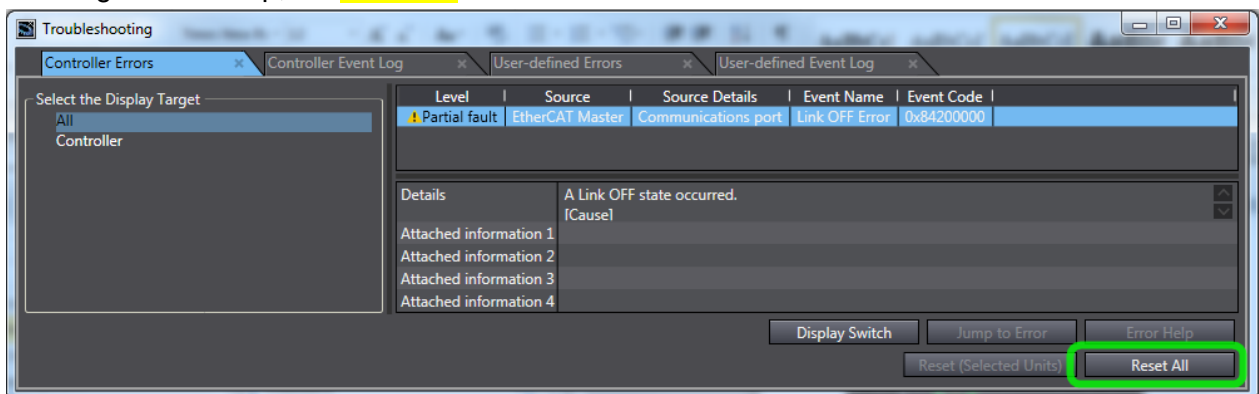 Troubleshooting
Controller Errors
Controller Event Log
User-defined Errors
User-defined Event Log
Select the Display Target
All
Controller
Level Source Source Details Event Name Event Code
Partial fault EtherCAT Master Communications port Link OFF Error 0x84200000
Details A Link OFF state occurred.
[Cause]
Attached information 1
Attached information 2
Attached information 3
Attached information 4
Display Switch Jump to Error Error Help
Reset (Selected Units) Reset All